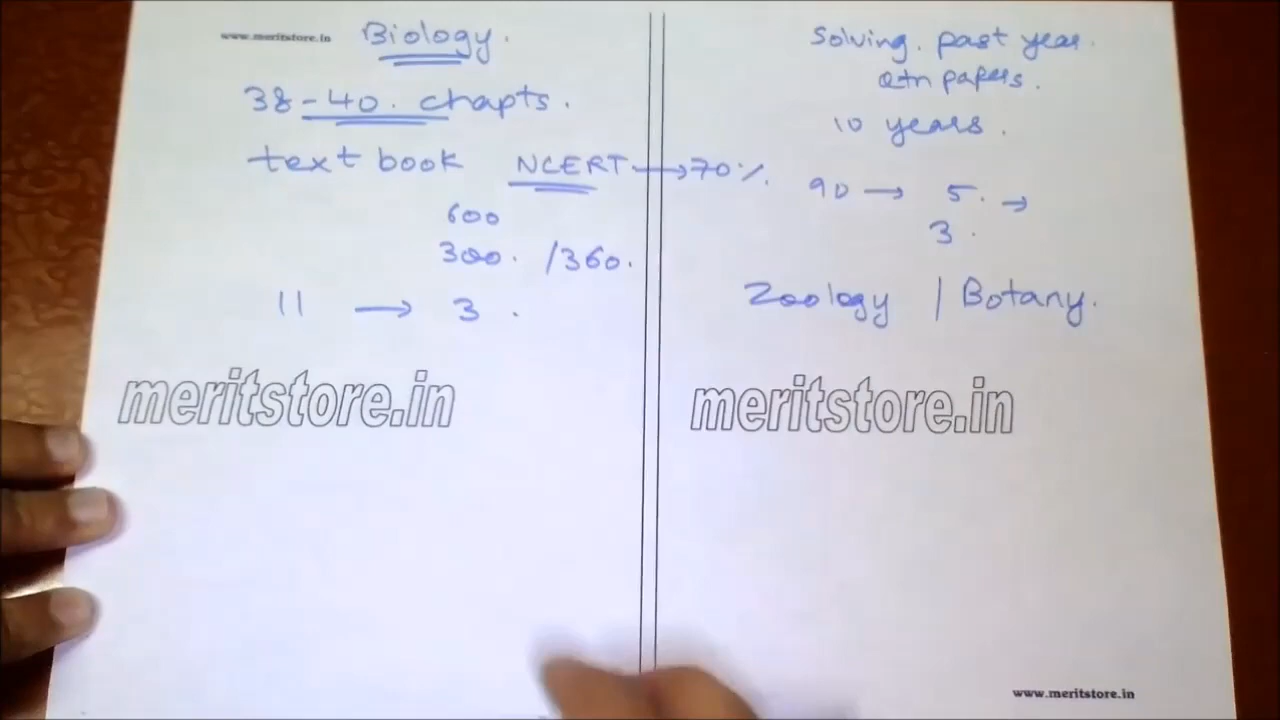 www.meritstore.in Biology.
38-40. chapts.
text book NCERT → 70%.
600
300. /360.
11 → 3.
meritstore.in
Solving. past year.
Qtn papers.
10 years.
90 → 5. →
3.
Zoology / Botany.
meritstore.in
www.meritstore.in